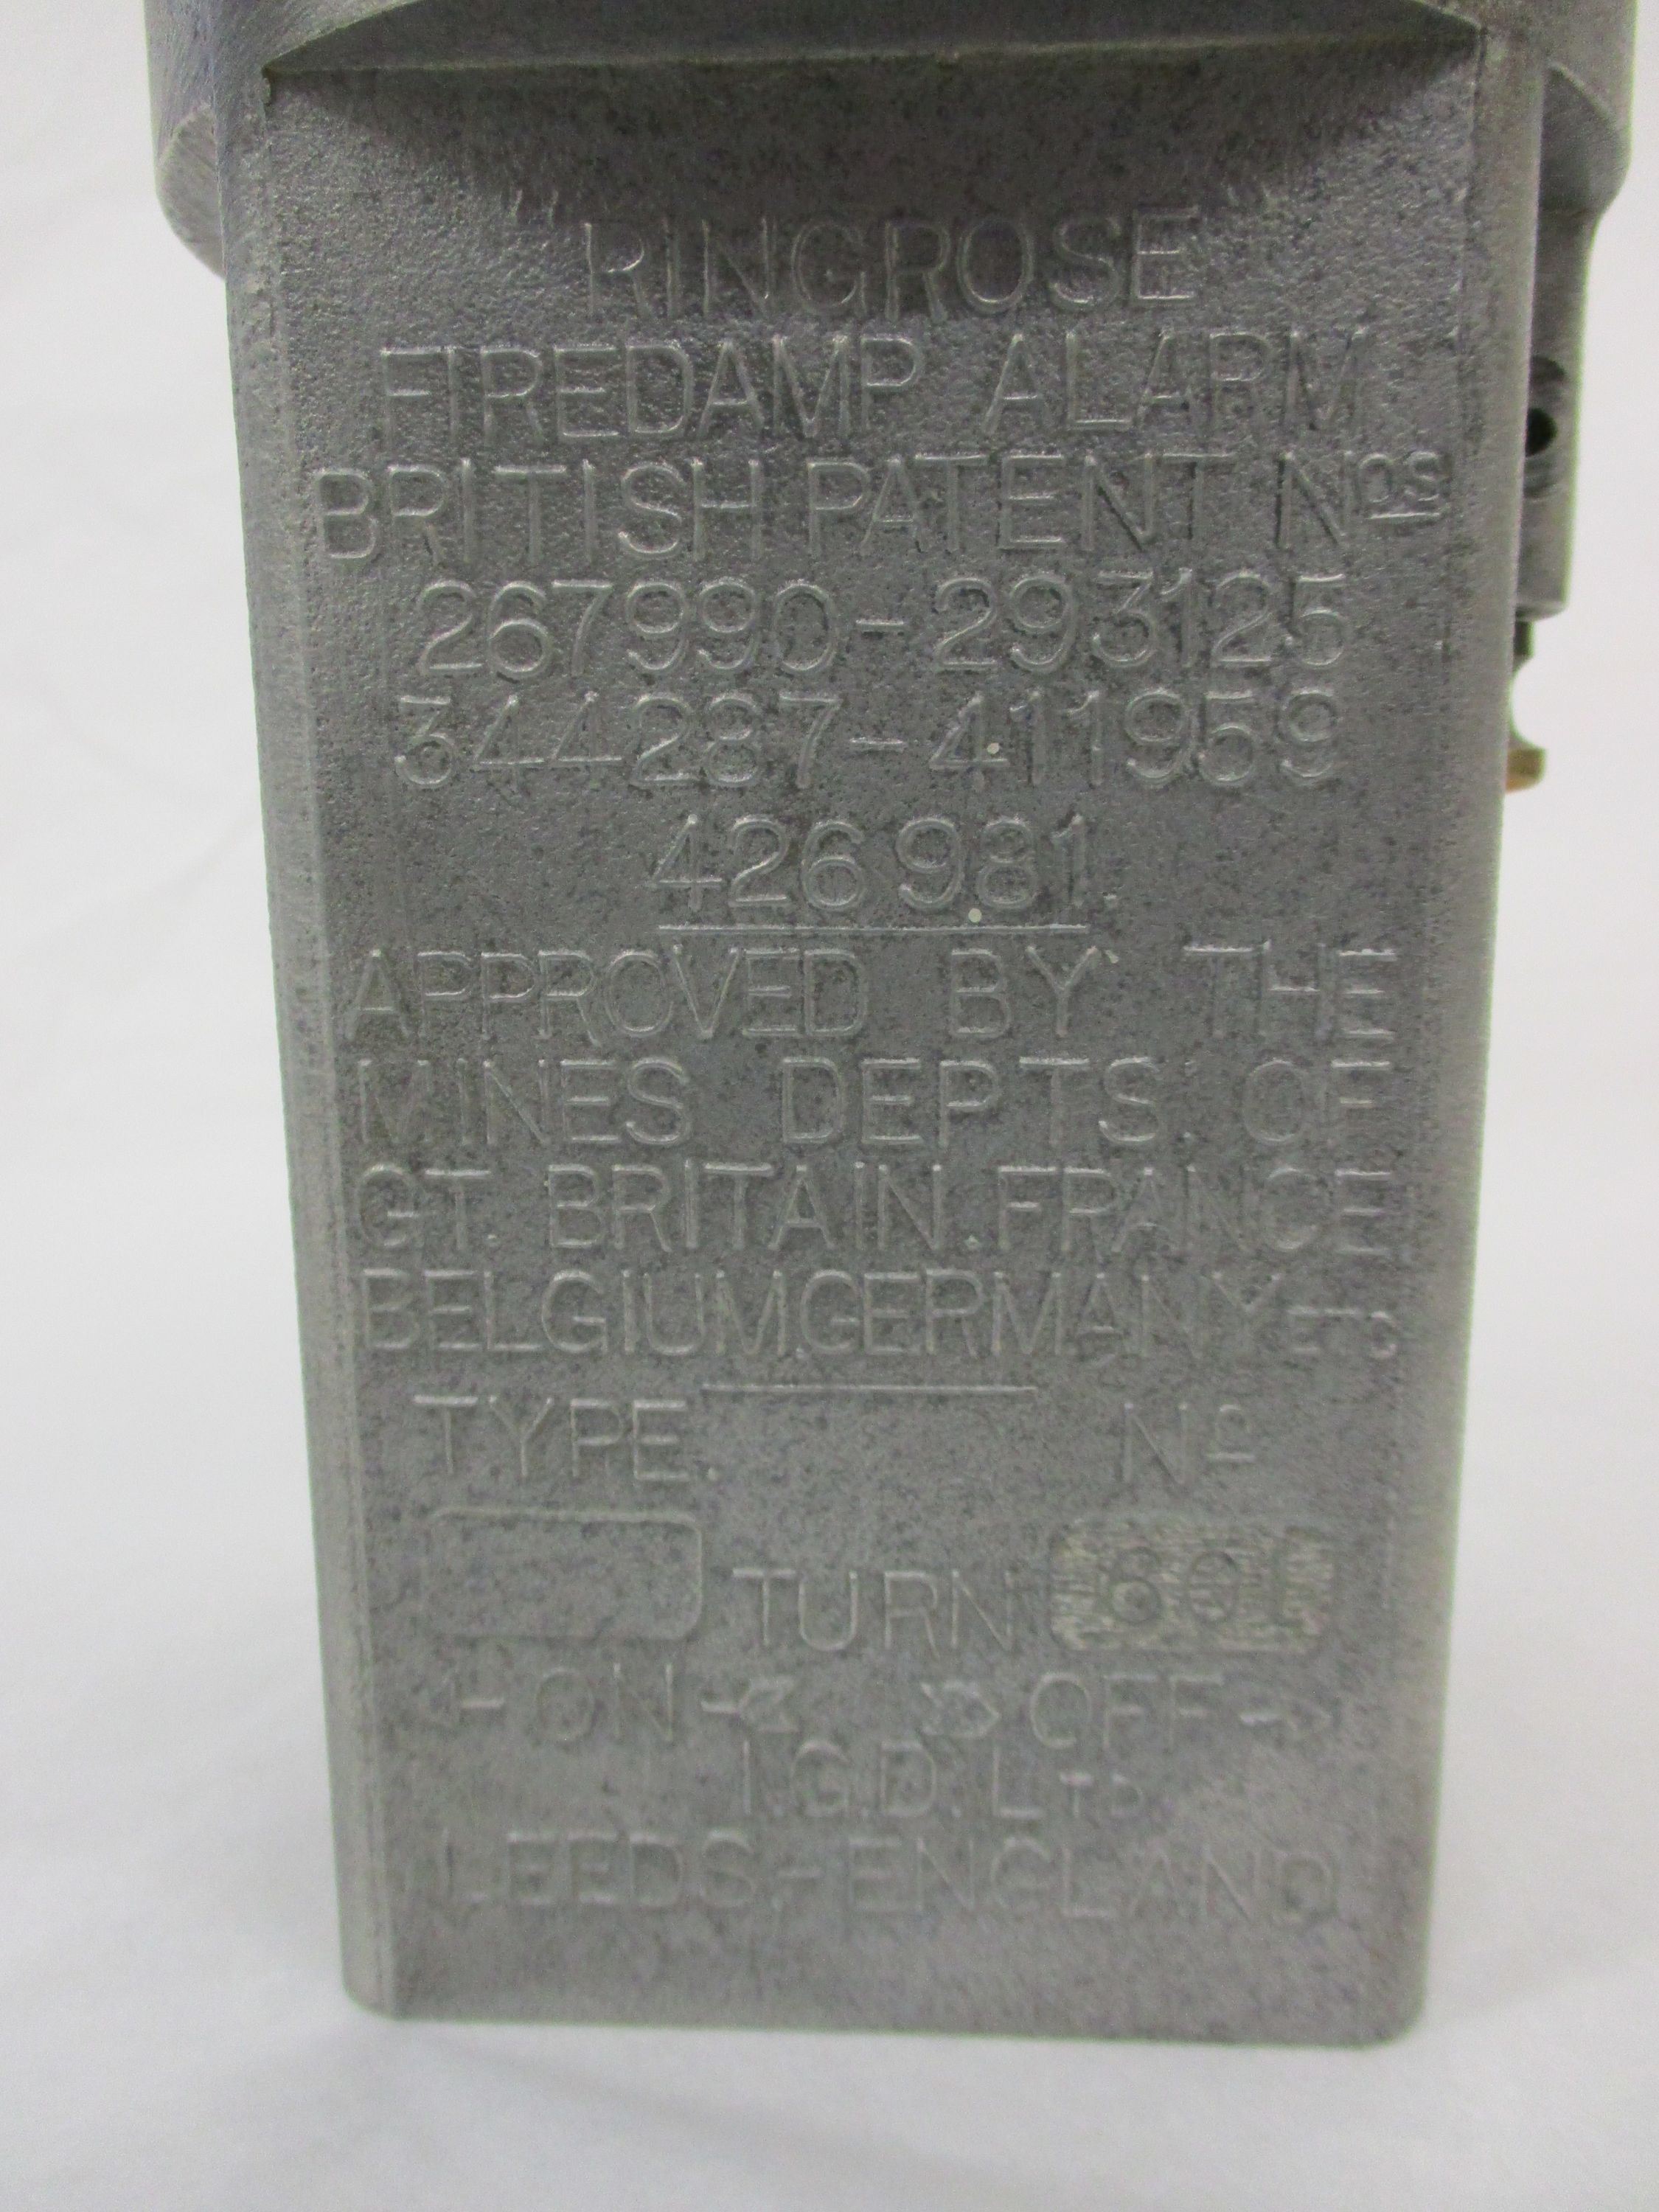 "RINGROSE"
FIREDAMP ALARM
BRITISH PATENT Nos
267990-293125
344287-411959
426981.
APPROVED BY THE
MINES DEPTS. OF
GT. BRITAIN. FRANCE
BELGIUM. GERMANY ETC
TYPE. No
TURN 801
←ON OFF→
I.G.D. LTD.
LEEDS-ENGLAND